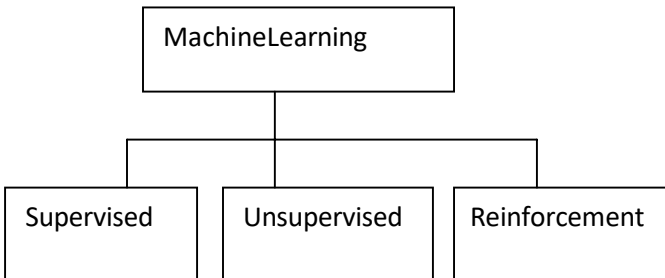 MachineLearning
Supervised
Unsupervised
Reinforcement